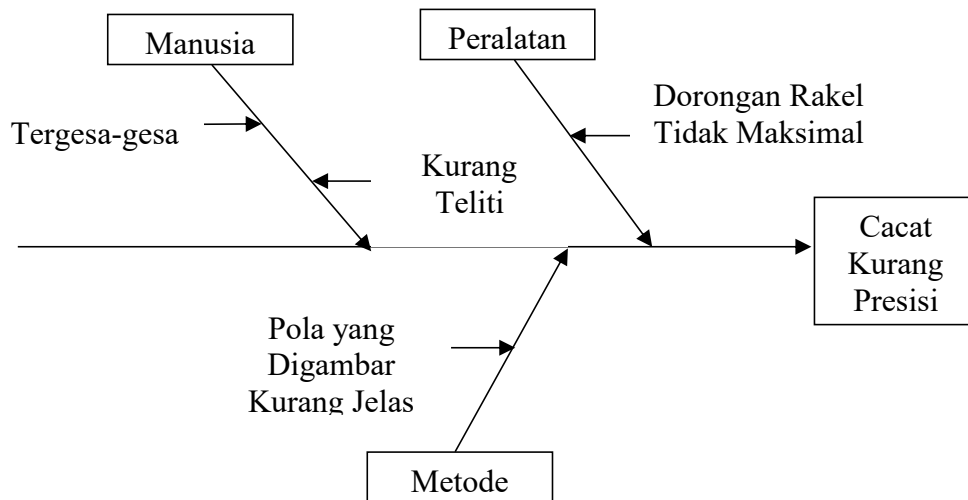 Manusia
Peralatan
Tergesa-gesa
Dorongan Rakel
Tidak Maksimal
Kurang
Teliti
Cacat
Kurang
Presisi
Pola yang
Digambar
Kurang Jelas
Metode